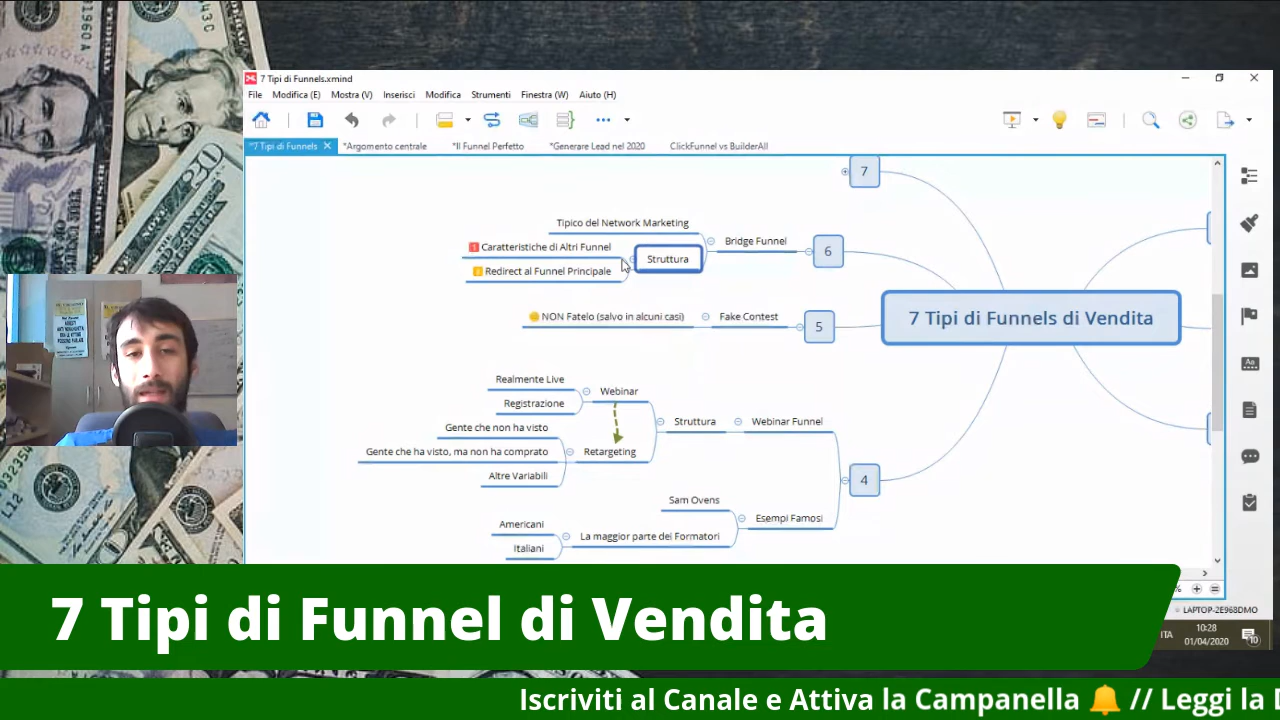 7 Tipi di Funnels.xmind
File Modifica (E) Mostra (V) Inserisci Modifica Strumenti Finestra (W) Aiuto (H)
*7 Tipi di Funnels *Argomento centrale *Il Funnel Perfetto *Generare Lead nel 2020 ClickFunnel vs BuilderAll
7
Tipico del Network Marketing
Bridge Funnel
6
1 Caratteristiche di Altri Funnel
Struttura
2 Redirect al Funnel Principale
NON Fatelo (salvo in alcuni casi)
Fake Contest
5
7 Tipi di Funnels di Vendita
Realmente Live
Webinar
Registrazione
Gente che non ha visto
Struttura
Webinar Funnel
Gente che ha visto, ma non ha comprato
Retargeting
Altre Variabili
4
Sam Ovens
Esempi Famosi
Americani
La maggior parte dei Formatori
Italiani
%
LAPTOP-2E968DMO
ITA
10:28
01/04/2020
10
7 Tipi di Funnel di Vendita
Iscriviti al Canale e Attiva la Campanella 🔔 // Leggi la